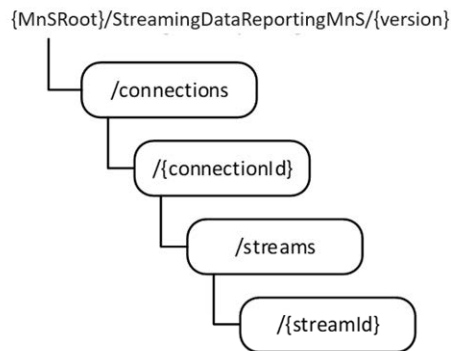 {MnSRoot}/StreamingDataReportingMnS/{version}
/connections
/{connectionId}
/streams
/{streamId}